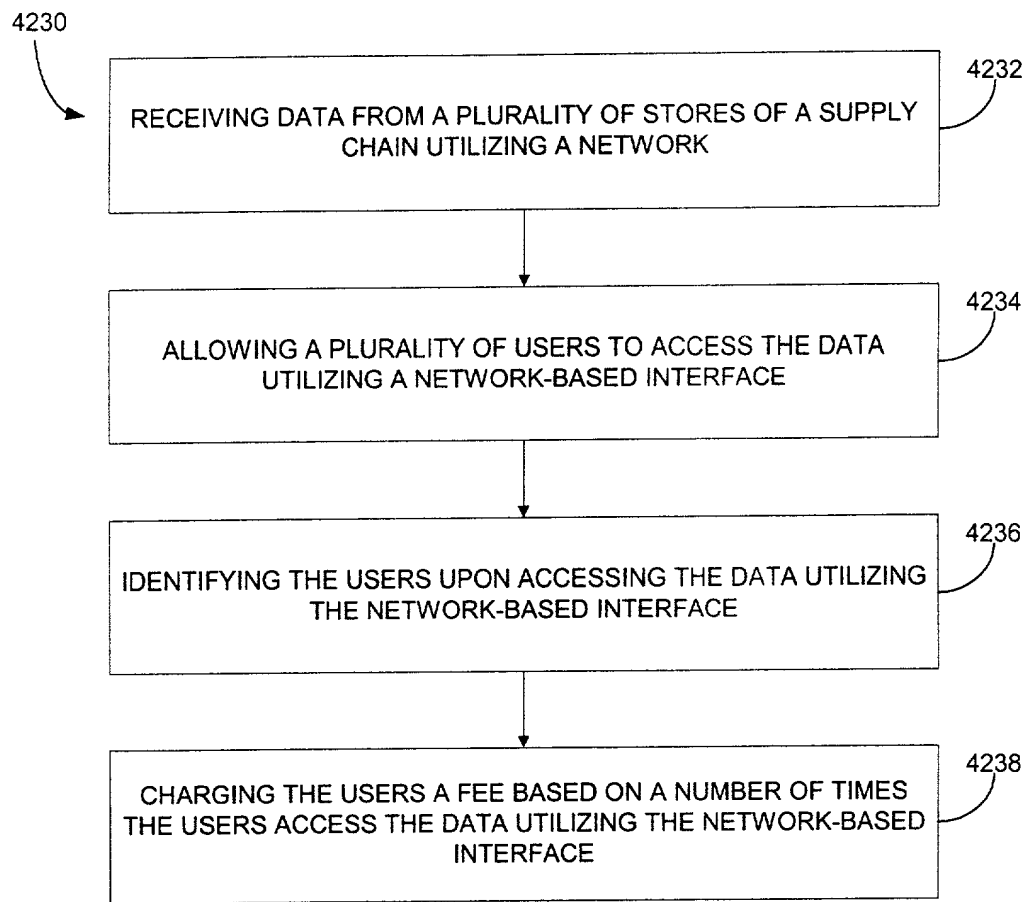 4230
4232
RECEIVING DATA FROM A PLURALITY OF STORES OF A SUPPLY
CHAIN UTILIZING A NETWORK
4234
ALLOWING A PLURALITY OF USERS TO ACCESS THE DATA
UTILIZING A NETWORK-BASED INTERFACE
4236
IDENTIFYING THE USERS UPON ACCESSING THE DATA UTILIZING
THE NETWORK-BASED INTERFACE
4238
CHARGING THE USERS A FEE BASED ON A NUMBER OF TIMES
THE USERS ACCESS THE DATA UTILIZING THE NETWORK-BASED
INTERFACE